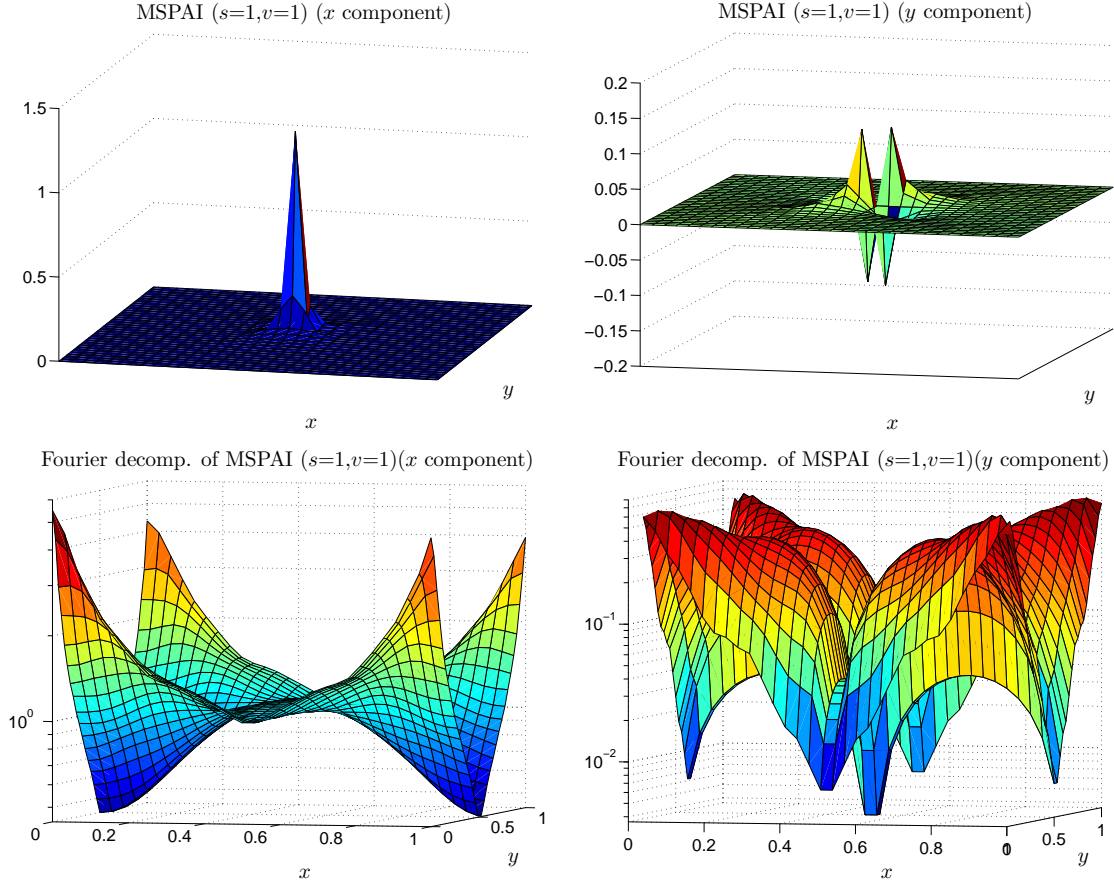 MSPAI (s=1,v=1) (x component)
1.5
1
0.5
0
y
x
MSPAI (s=1,v=1) (y component)
0.2
0.15
0.1
0.05
0
−0.05
−0.1
−0.15
−0.2
y
x
Fourier decomp. of MSPAI (s=1,v=1)(x component)
10^0
0
0.2
0.4
0.6
0.8
1
0
0.5
1
y
x
Fourier decomp. of MSPAI (s=1,v=1)(y component)
10^−1
10^−2
0
0.2
0.4
0.6
0.8
1
0
0.5
1
y
x